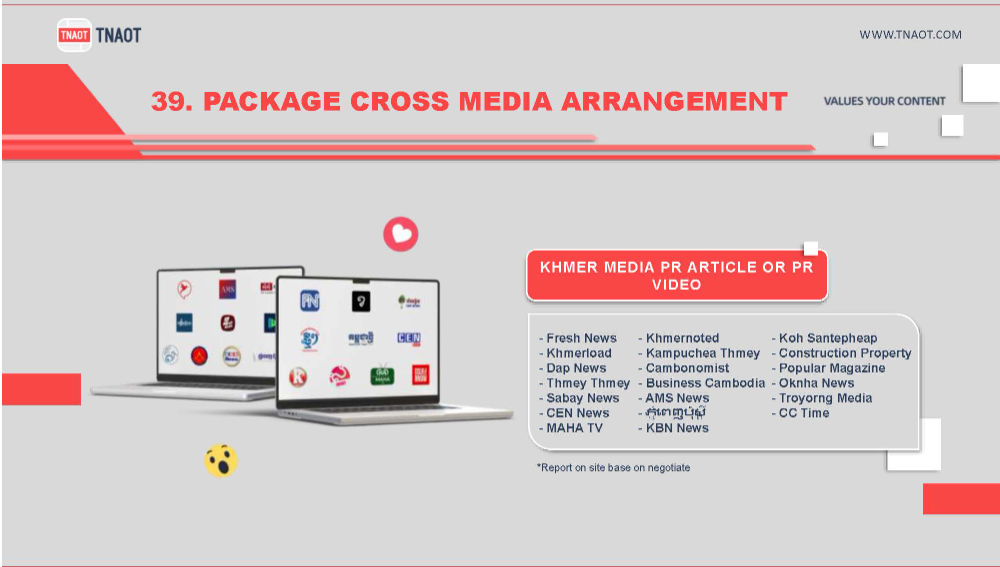 TNAOT TNAOT
WWW.TNAOT.COM
39. PACKAGE CROSS MEDIA ARRANGEMENT
VALUES YOUR CONTENT
KHMER MEDIA PR ARTICLE OR PR
VIDEO
- Fresh News
- Khmerload
- Dap News
- Thmey Thmey
- Sabay News
- CEN News
- MAHA TV
- Khmernoted
- Kampuchea Thmey
- Cambonomist
- Business Cambodia
- AMS News
- ភ្នំពេញប៉ុស្តិ៍
- KBN News
- Koh Santepheap
- Construction Property
- Popular Magazine
- Oknha News
- Troyorng Media
- CC Time
*Report on site base on negotiate
AMS
CEN